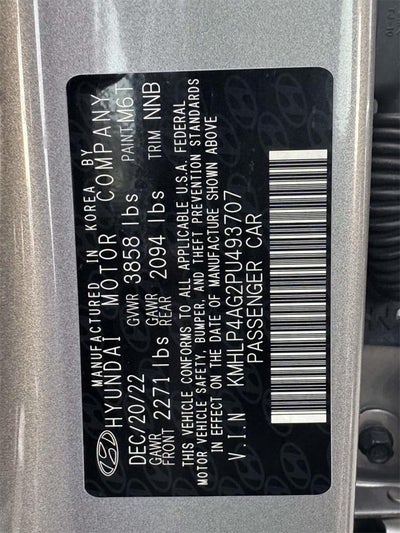 MANUFACTURED IN KOREA BY
HYUNDAI MOTOR COMPANY
DEC/20/22 GVWR 3858 lbs PAINT M6T
GAWR FRONT 2271 lbs GAWR REAR 2094 lbs TRIM NNB
THIS VEHICLE CONFORMS TO ALL APPLICABLE U.S.A. FEDERAL
MOTOR VEHICLE SAFETY, BUMPER, AND THEFT PREVENTION STANDARDS
IN EFFECT ON THE DATE OF MANUFACTURE SHOWN ABOVE
V.I.N KMHLP4AG2PU493707
PASSENGER CAR